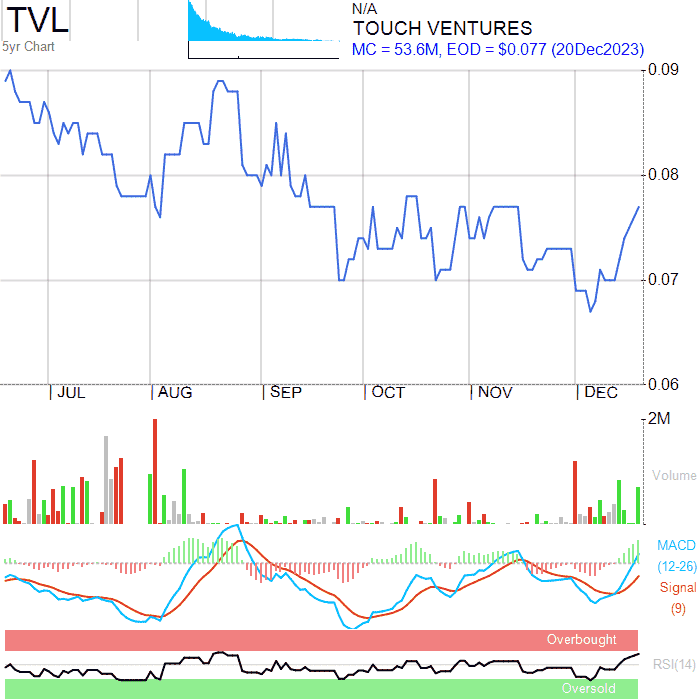 TVL
5yr Chart
N/A
TOUCH VENTURES
MC = 53.6M, EOD = $0.077 (20Dec2023)
0.09
0.08
0.07
0.06
JUL
AUG
SEP
OCT
NOV
DEC
2M
Volume
MACD
(12-26)
Signal
(9)
Overbought
RSI(14)
Oversold